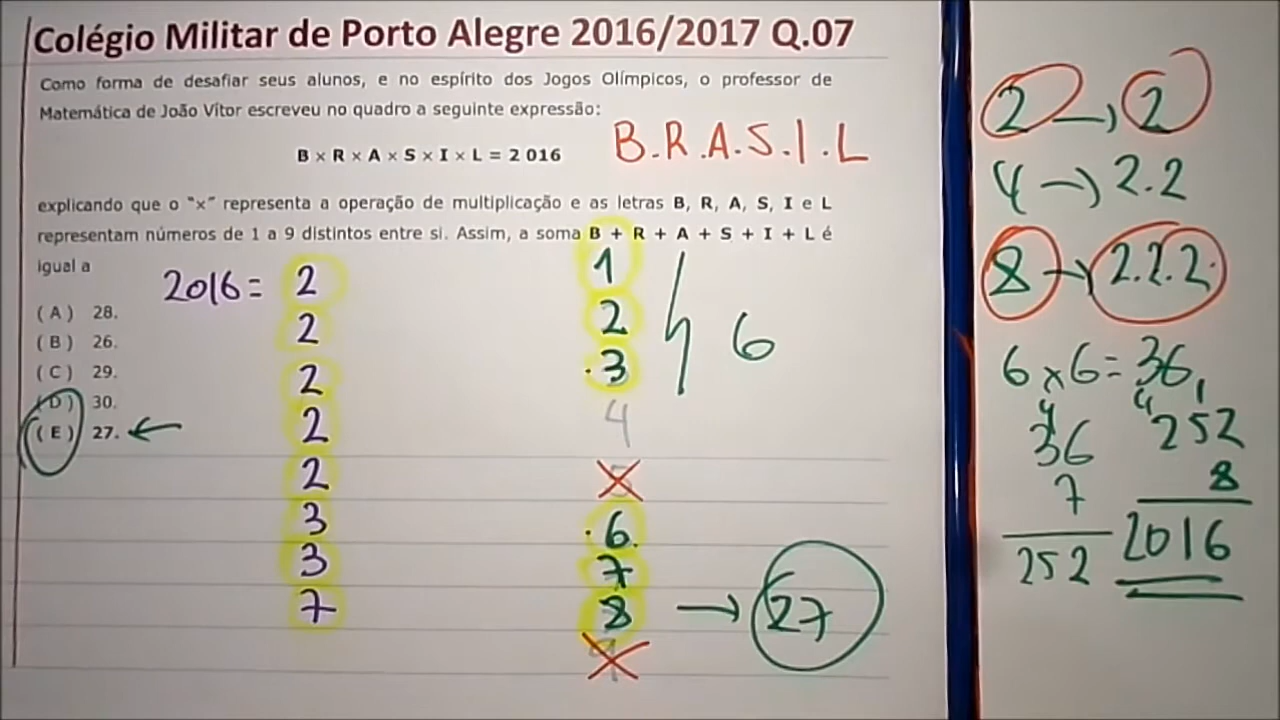 Colégio Militar de Porto Alegre 2016/2017 Q.07
Como forma de desafiar seus alunos, e no espírito dos Jogos Olímpicos, o professor de
Matemática de João Vítor escreveu no quadro a seguinte expressão:
B × R × A × S × I × L = 2 016
B.R.A.S.I.L
explicando que o "×" representa a operação de multiplicação e as letras B, R, A, S, I e L
representam números de 1 a 9 distintos entre si. Assim, a soma B + R + A + S + I + L é
igual a
(A) 28.
(B) 26.
(C) 29.
(D) 30.
(E) 27. ←
2016 = 2
2
2
2
2
3
3
7
1
2
.3
6
4
.6.
7
8 → 27
2 → 2
4 → 2.2
8 → 2.2.2.
6 × 6 = 36
4
36
7
252
1
4
252
8
2016